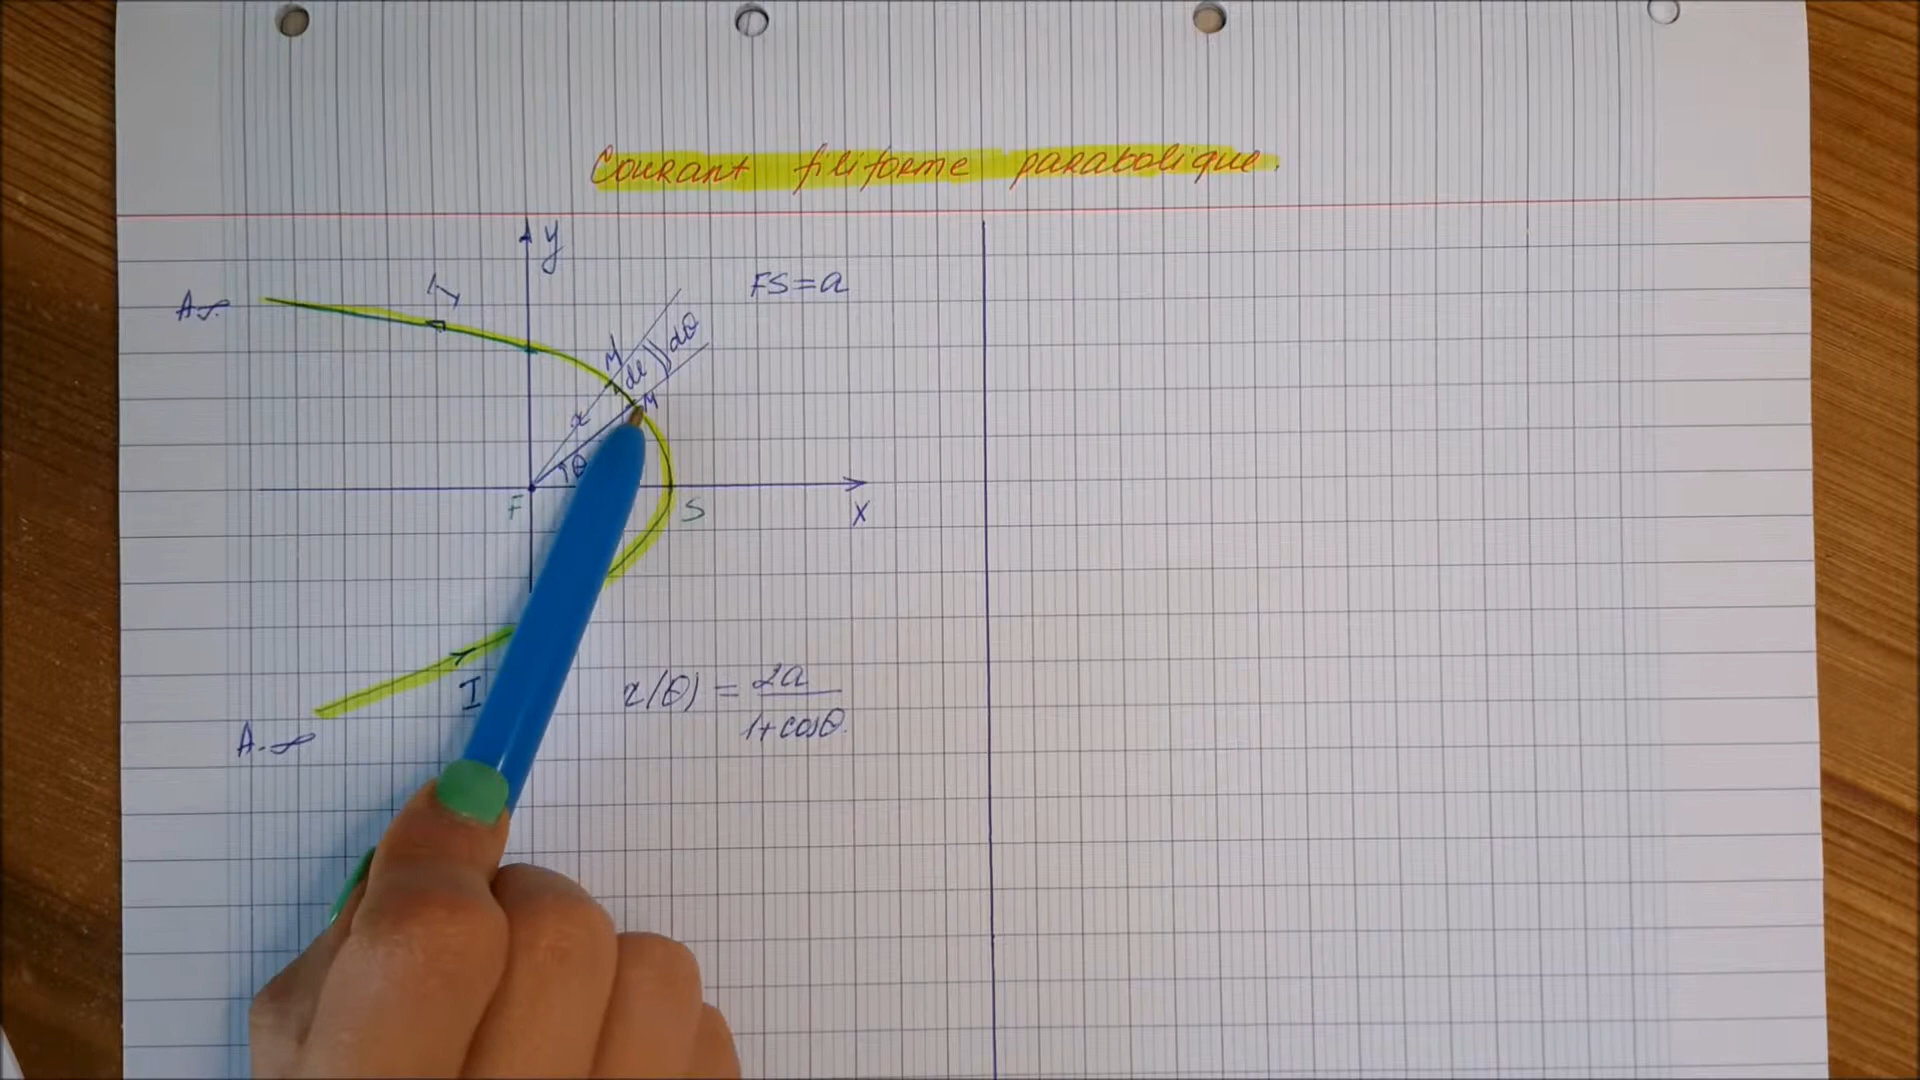 Courant filiforme parabolique.
y
FS=a
A∞
M'
dθ
dl
M
r
θ
F
S
x
I
r(θ) = 2a
1+cosθ
A-∞